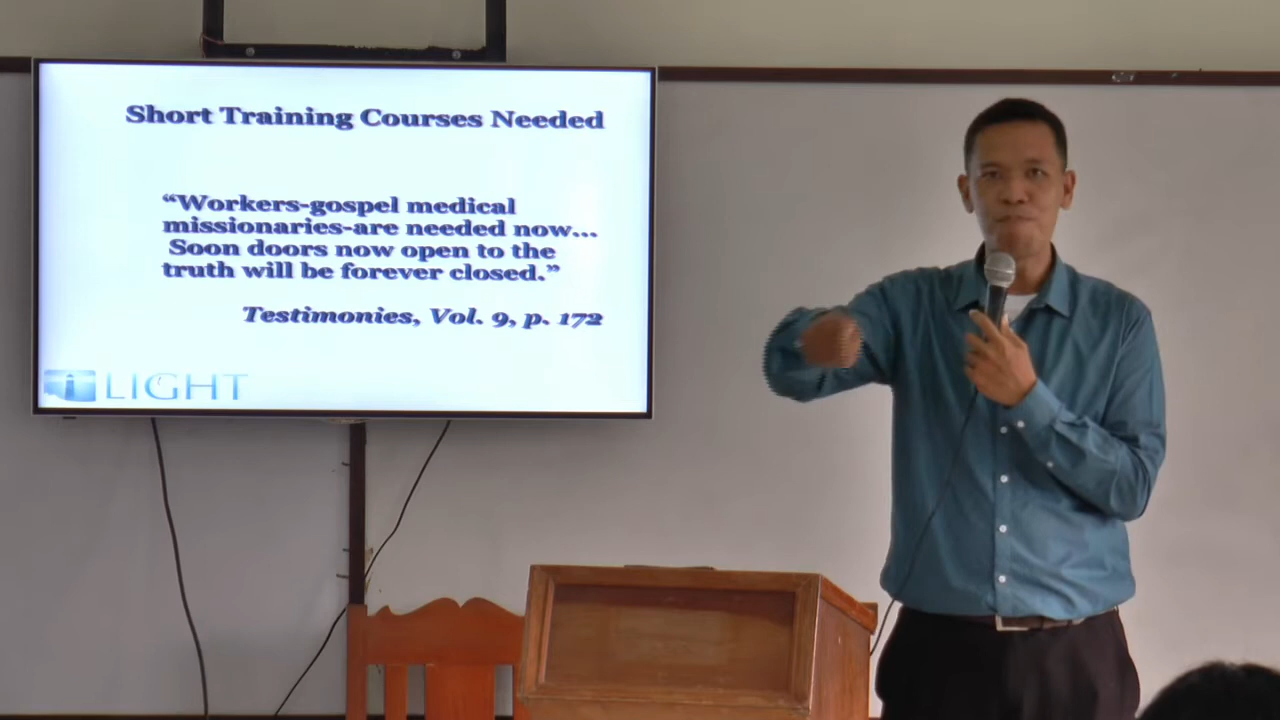 Short Training Courses Needed
“Workers-gospel medical
missionaries-are needed now...
Soon doors now open to the
truth will be forever closed.”
Testimonies, Vol. 9, p. 172
LIGHT